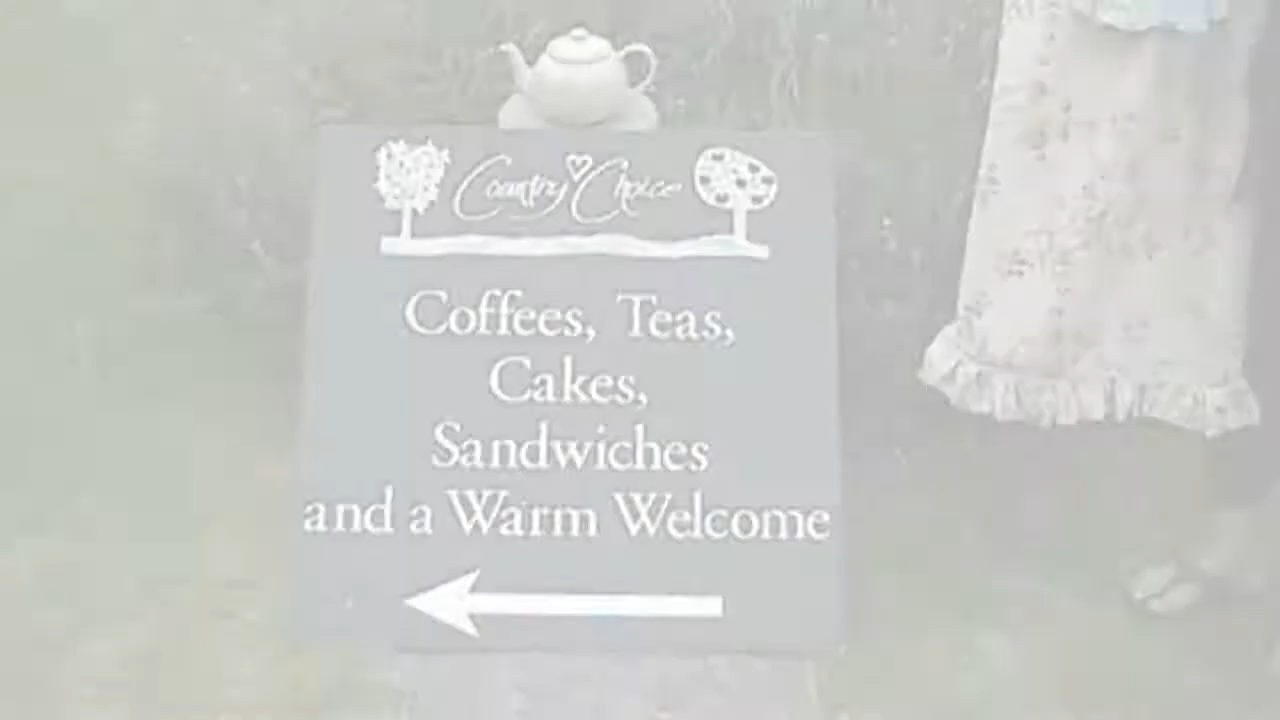 Country Choice
Coffees, Teas,
Cakes,
Sandwiches
and a Warm Welcome